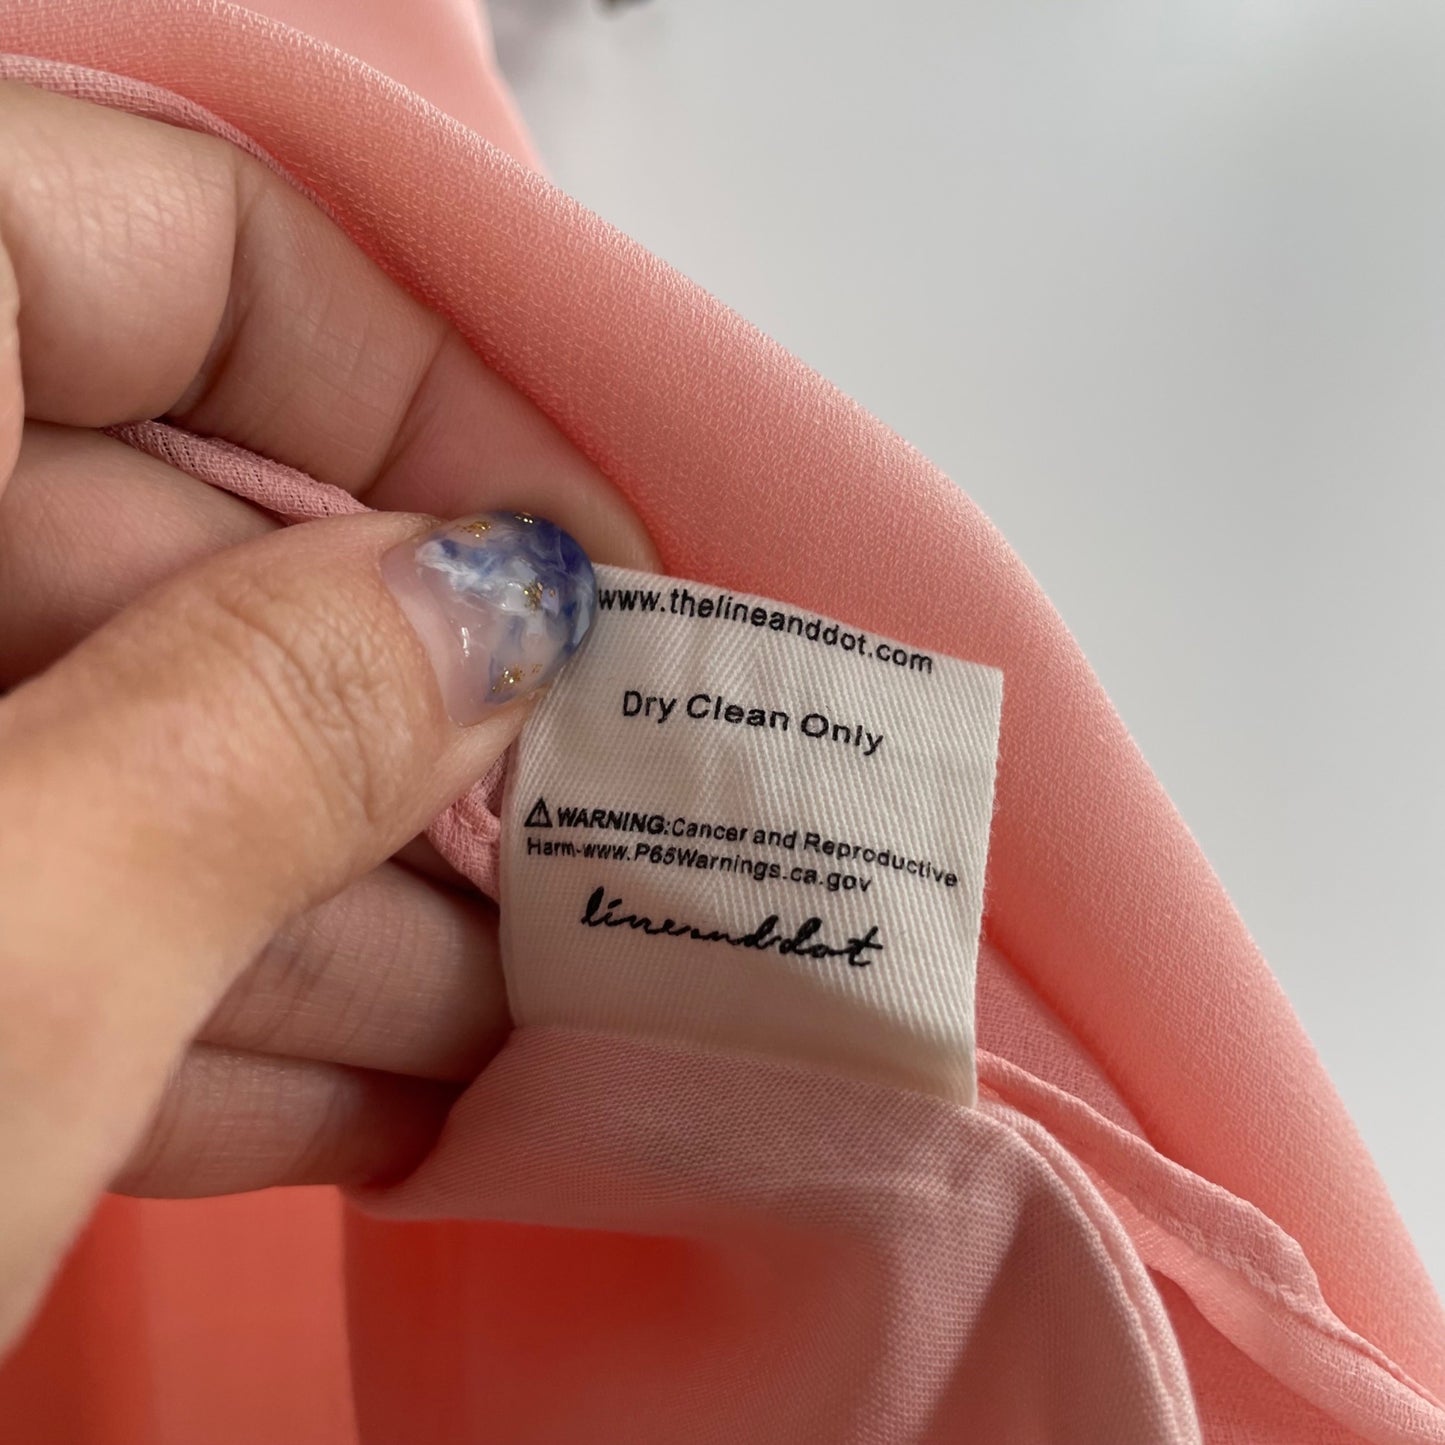 www.thelineanddot.com
Dry Clean Only
⚠WARNING:Cancer and Reproductive
Harm-www.P65Warnings.ca.gov
lineanddot